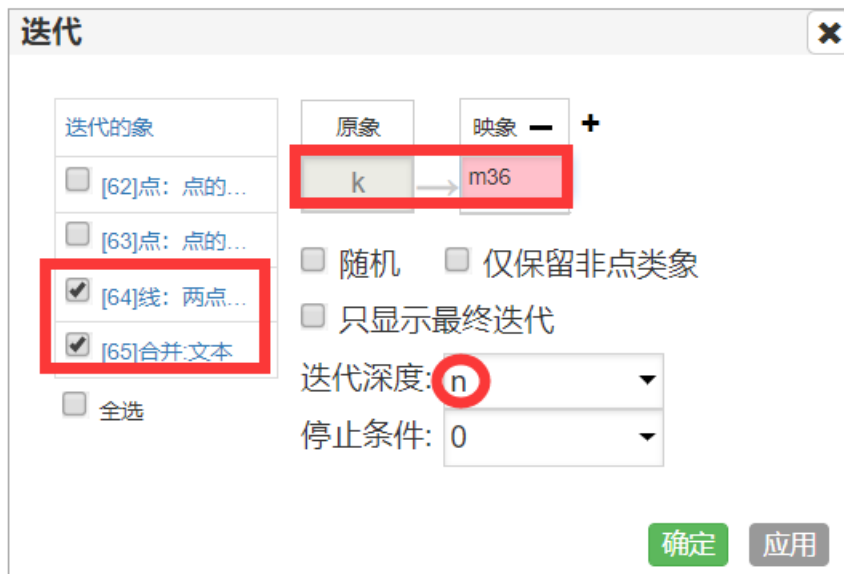 迭代
迭代的象 原象 映象
[62]点：点的… k m36
[63]点：点的… 随机 仅保留非点类象
[64]线：两点… 只显示最终迭代
[65]合并:文本 迭代深度: n
全选 停止条件: 0
确定 应用